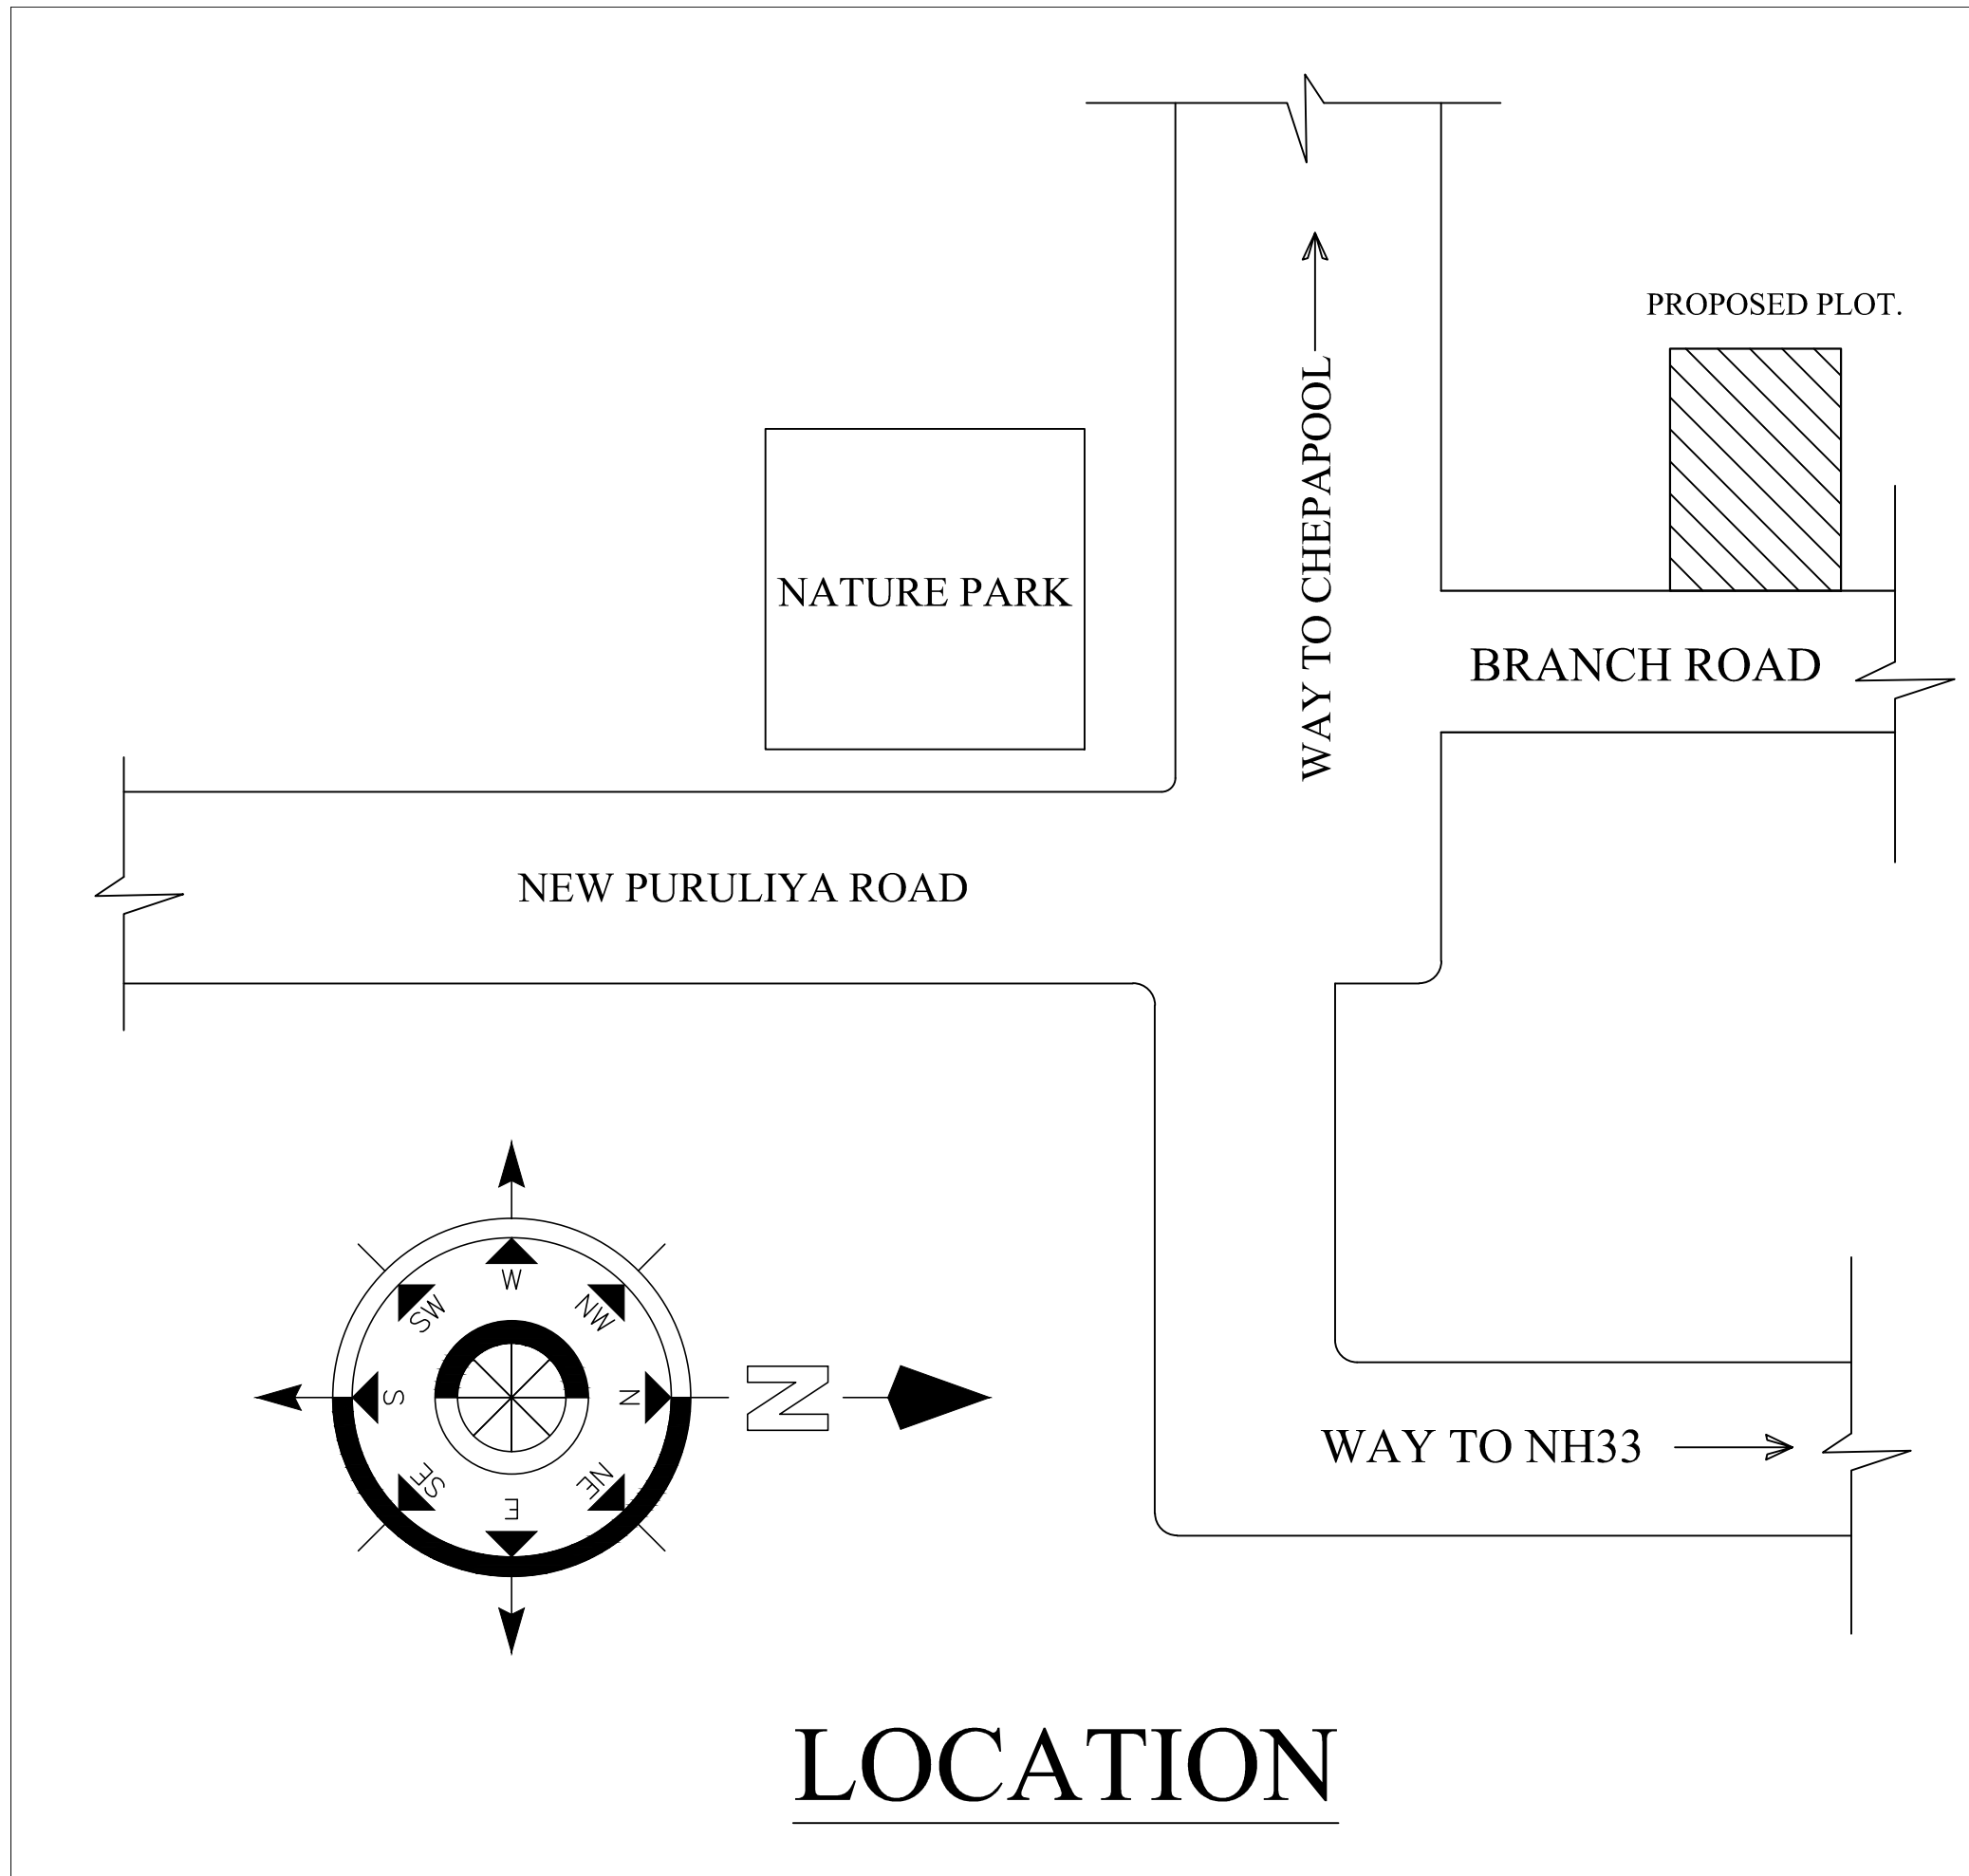 PROPOSED PLOT.
WAY TO CHEPAPOOL
NATURE PARK
BRANCH ROAD
NEW PURULIYA ROAD
W
SW
NW
S
N
N
SE
NE
E
WAY TO NH33
LOCATION